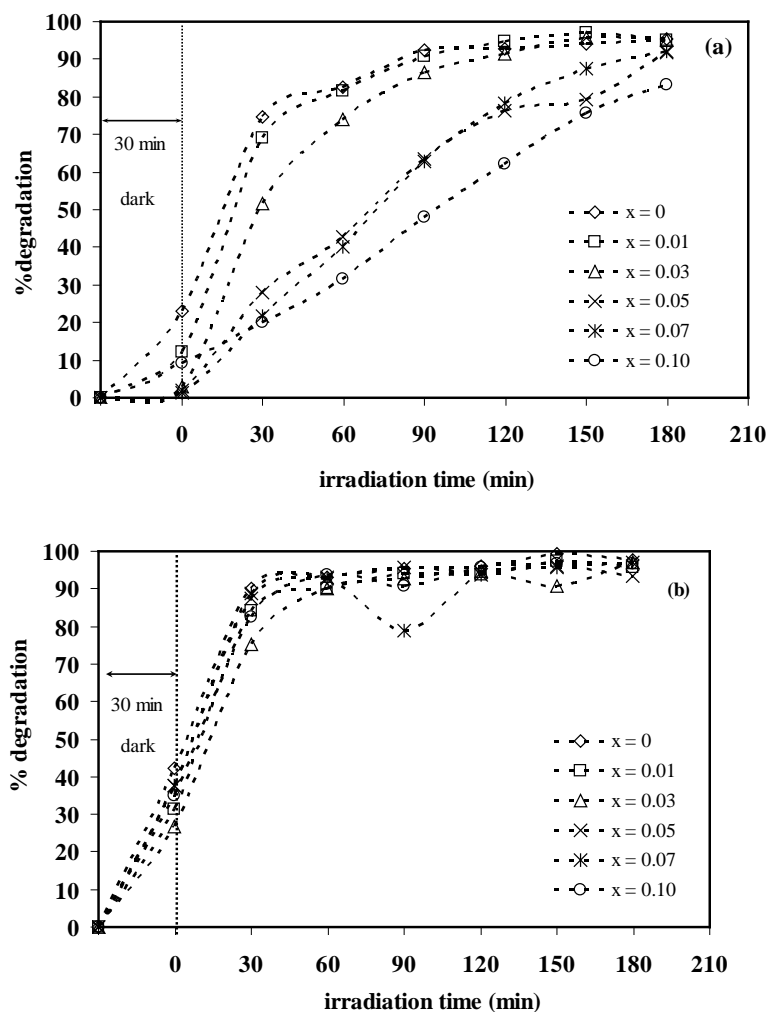 100
(a)
90
80
70
30 min
60
dark
50
x = 0
40
x = 0.01
30
x = 0.03
20
x = 0.05
10
x = 0.07
0
x = 0.10
%degradation
0 30 60 90 120 150 180 210
irradiation time (min)
100
(b)
90
80
70
60
30 min
50
dark
x = 0
40
x = 0.01
30
x = 0.03
20
x = 0.05
10
x = 0.07
0
x = 0.10
% degradation
0 30 60 90 120 150 180 210
irradiation time (min)